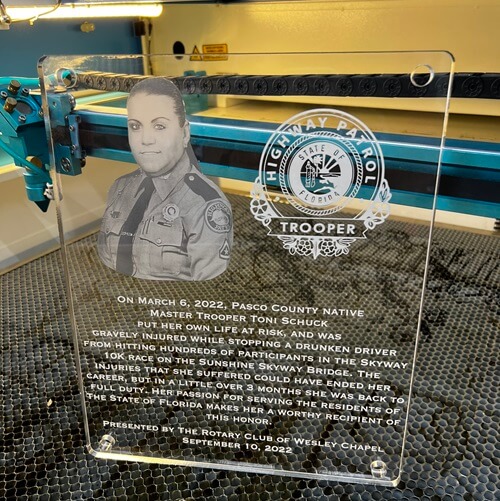 HIGHWAY PATROL
STATE OF
FLORIDA
TROOPER
ON MARCH 6, 2022, PASCO COUNTY NATIVE
MASTER TROOPER TONI SCHUCK
PUT HER OWN LIFE AT RISK, AND WAS
GRAVELY INJURED WHILE STOPPING A DRUNKEN DRIVER
FROM HITTING HUNDREDS OF PARTICIPANTS IN THE SKYWAY
10K RACE ON THE SUNSHINE SKYWAY BRIDGE. THE
INJURIES THAT SHE SUFFERED COULD HAVE ENDED HER
CAREER, BUT IN A LITTLE OVER 3 MONTHS SHE WAS BACK TO
FULL DUTY. HER PASSION FOR SERVING THE RESIDENTS OF
THE STATE OF FLORIDA MAKES HER A WORTHY RECIPIENT OF
THIS HONOR.
PRESENTED BY THE ROTARY CLUB OF WESLEY CHAPEL
SEPTEMBER 10, 2022